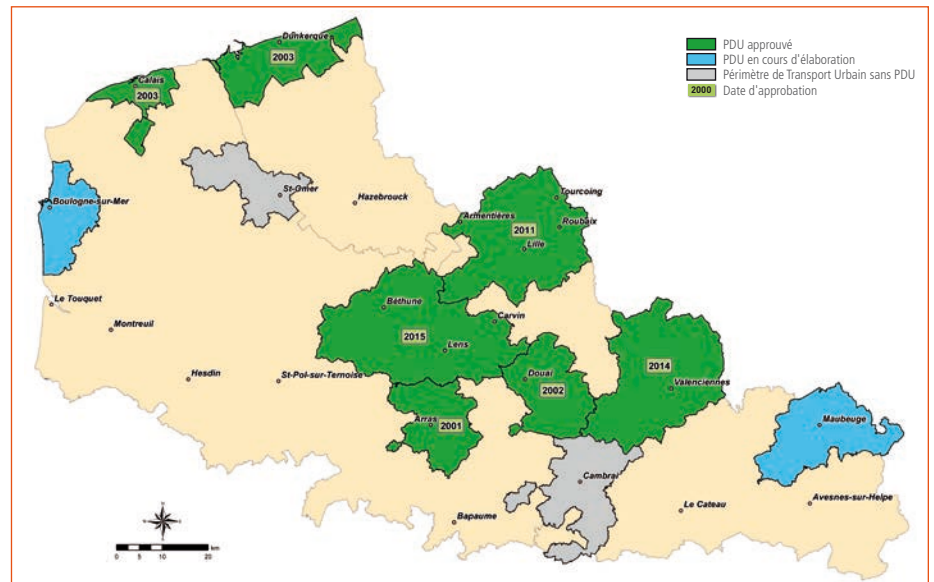 Dunkerque
2003
Calais
2003
PDU approuvé
PDU en cours d'élaboration
Périmètre de Transport Urbain sans PDU
2000 Date d'approbation
St-Omer
Hazebrouck
Boulogne-sur-Mer
Tourcoing
Armentières
Roubaix
2011
Lille
Le Touquet
Montreuil
Béthune
Carvin
2015
Lens
Hesdin
St-Pol-sur-Ternoise
Douai
2002
2014
Valenciennes
Arras
2001
Maubeuge
Cambrai
Le Cateau
Avesnes-sur-Helpe
Bapaume
0 5 10 20 km